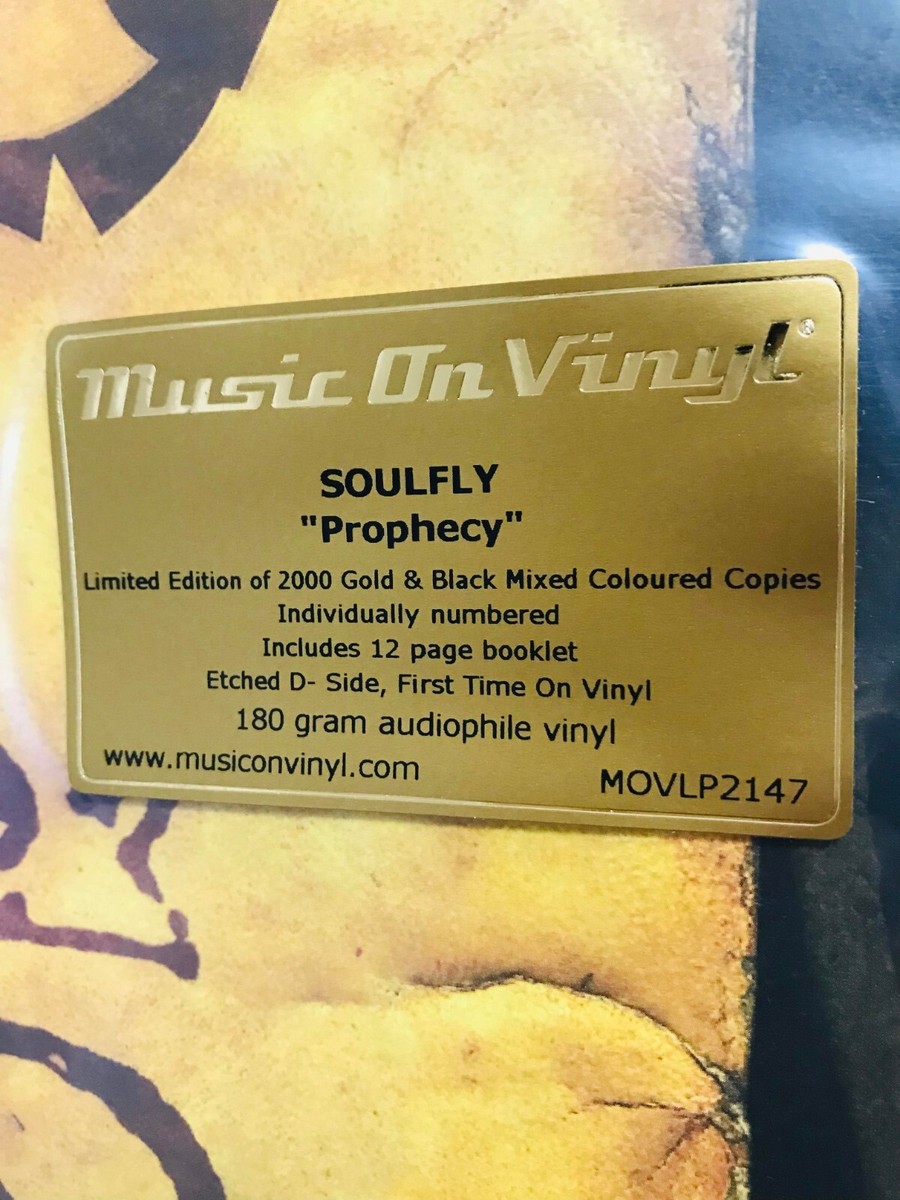 Music On Vinyl®
SOULFLY
"Prophecy"
Limited Edition of 2000 Gold & Black Mixed Coloured Copies
Individually numbered
Includes 12 page booklet
Etched D- Side, First Time On Vinyl
180 gram audiophile vinyl
www.musiconvinyl.com
MOVLP2147